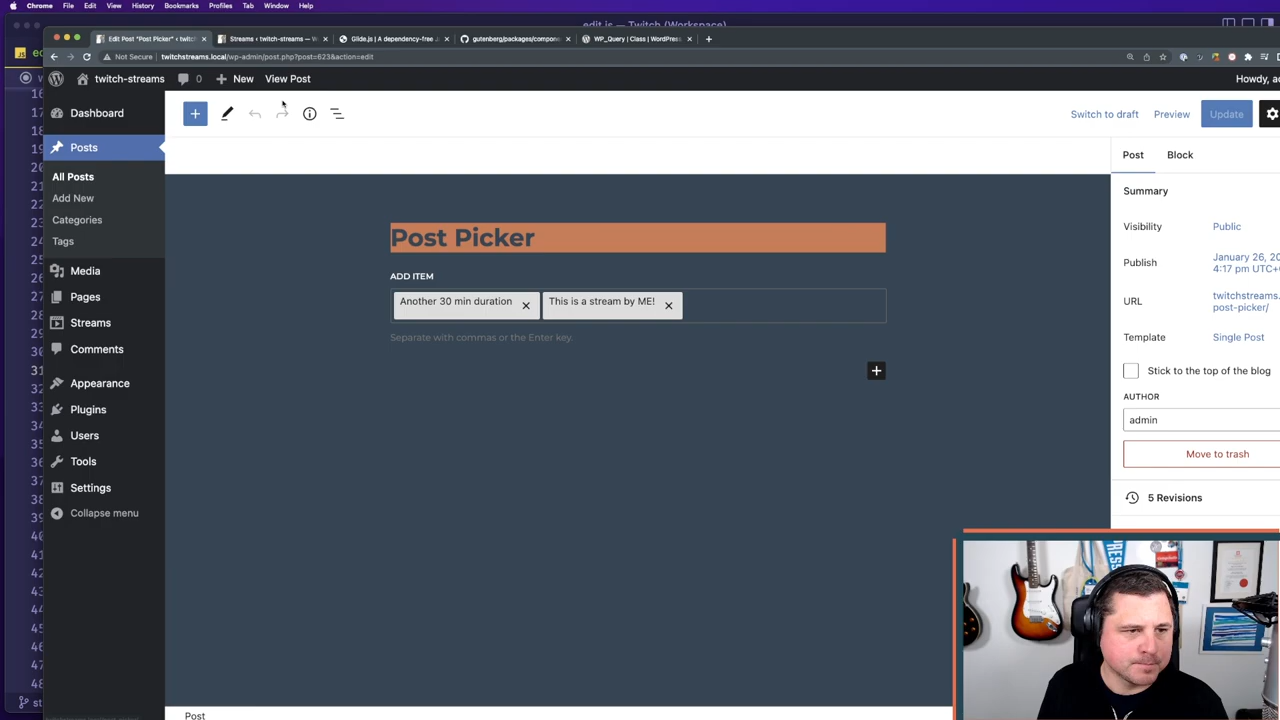 Chrome File Edit View History Bookmarks Profiles Tab Window Help
edit.js — Twitch (Workspace)
Edit Post "Post Picker" ‹ twitch
Streams ‹ twitch-streams — W
Glide.js | A dependency-free J
gutenberg/packages/compone
WP_Query | Class | WordPress
Not Secure twitchstreams.local/wp-admin/post.php?post=623&action=edit
twitch-streams 0 New View Post Howdy, ad
Dashboard
Posts
All Posts
Add New
Categories
Tags
Media
Pages
Streams
Comments
Appearance
Plugins
Users
Tools
Settings
Collapse menu
Switch to draft Preview Update
Post Picker
ADD ITEM
Another 30 min duration
This is a stream by ME!
Separate with commas or the Enter key.
Post Block
Summary
Visibility Public
Publish January 26, 20
4:17 pm UTC+
URL twitchstreams.
post-picker/
Template Single Post
Stick to the top of the blog
AUTHOR
admin
Move to trash
5 Revisions
Post